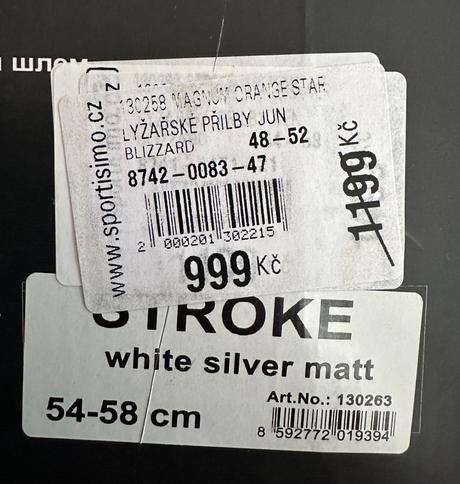 шлем
www.sportisimo.cz
130258 MAGNUM ORANGE STAR
LYŽAŘSKÉ PŘILBY JUN
BLIZZARD 48-52
8742-0083-47
2 000201 302215
999 Kč
1199 Kč
STROKE
white silver matt
54-58 cm
Art.No.: 130263
8 592772 019394